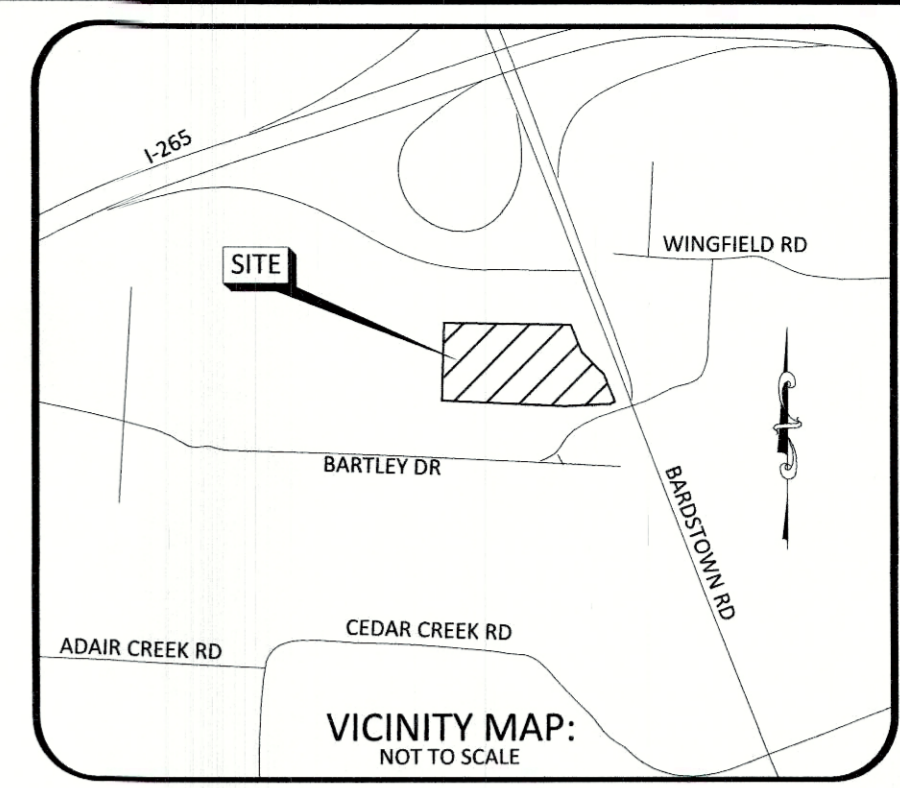 I-265
WINGFIELD RD
SITE
BARTLEY DR
BARDSTOWN RD
CEDAR CREEK RD
ADAIR CREEK RD
VICINITY MAP:
NOT TO SCALE